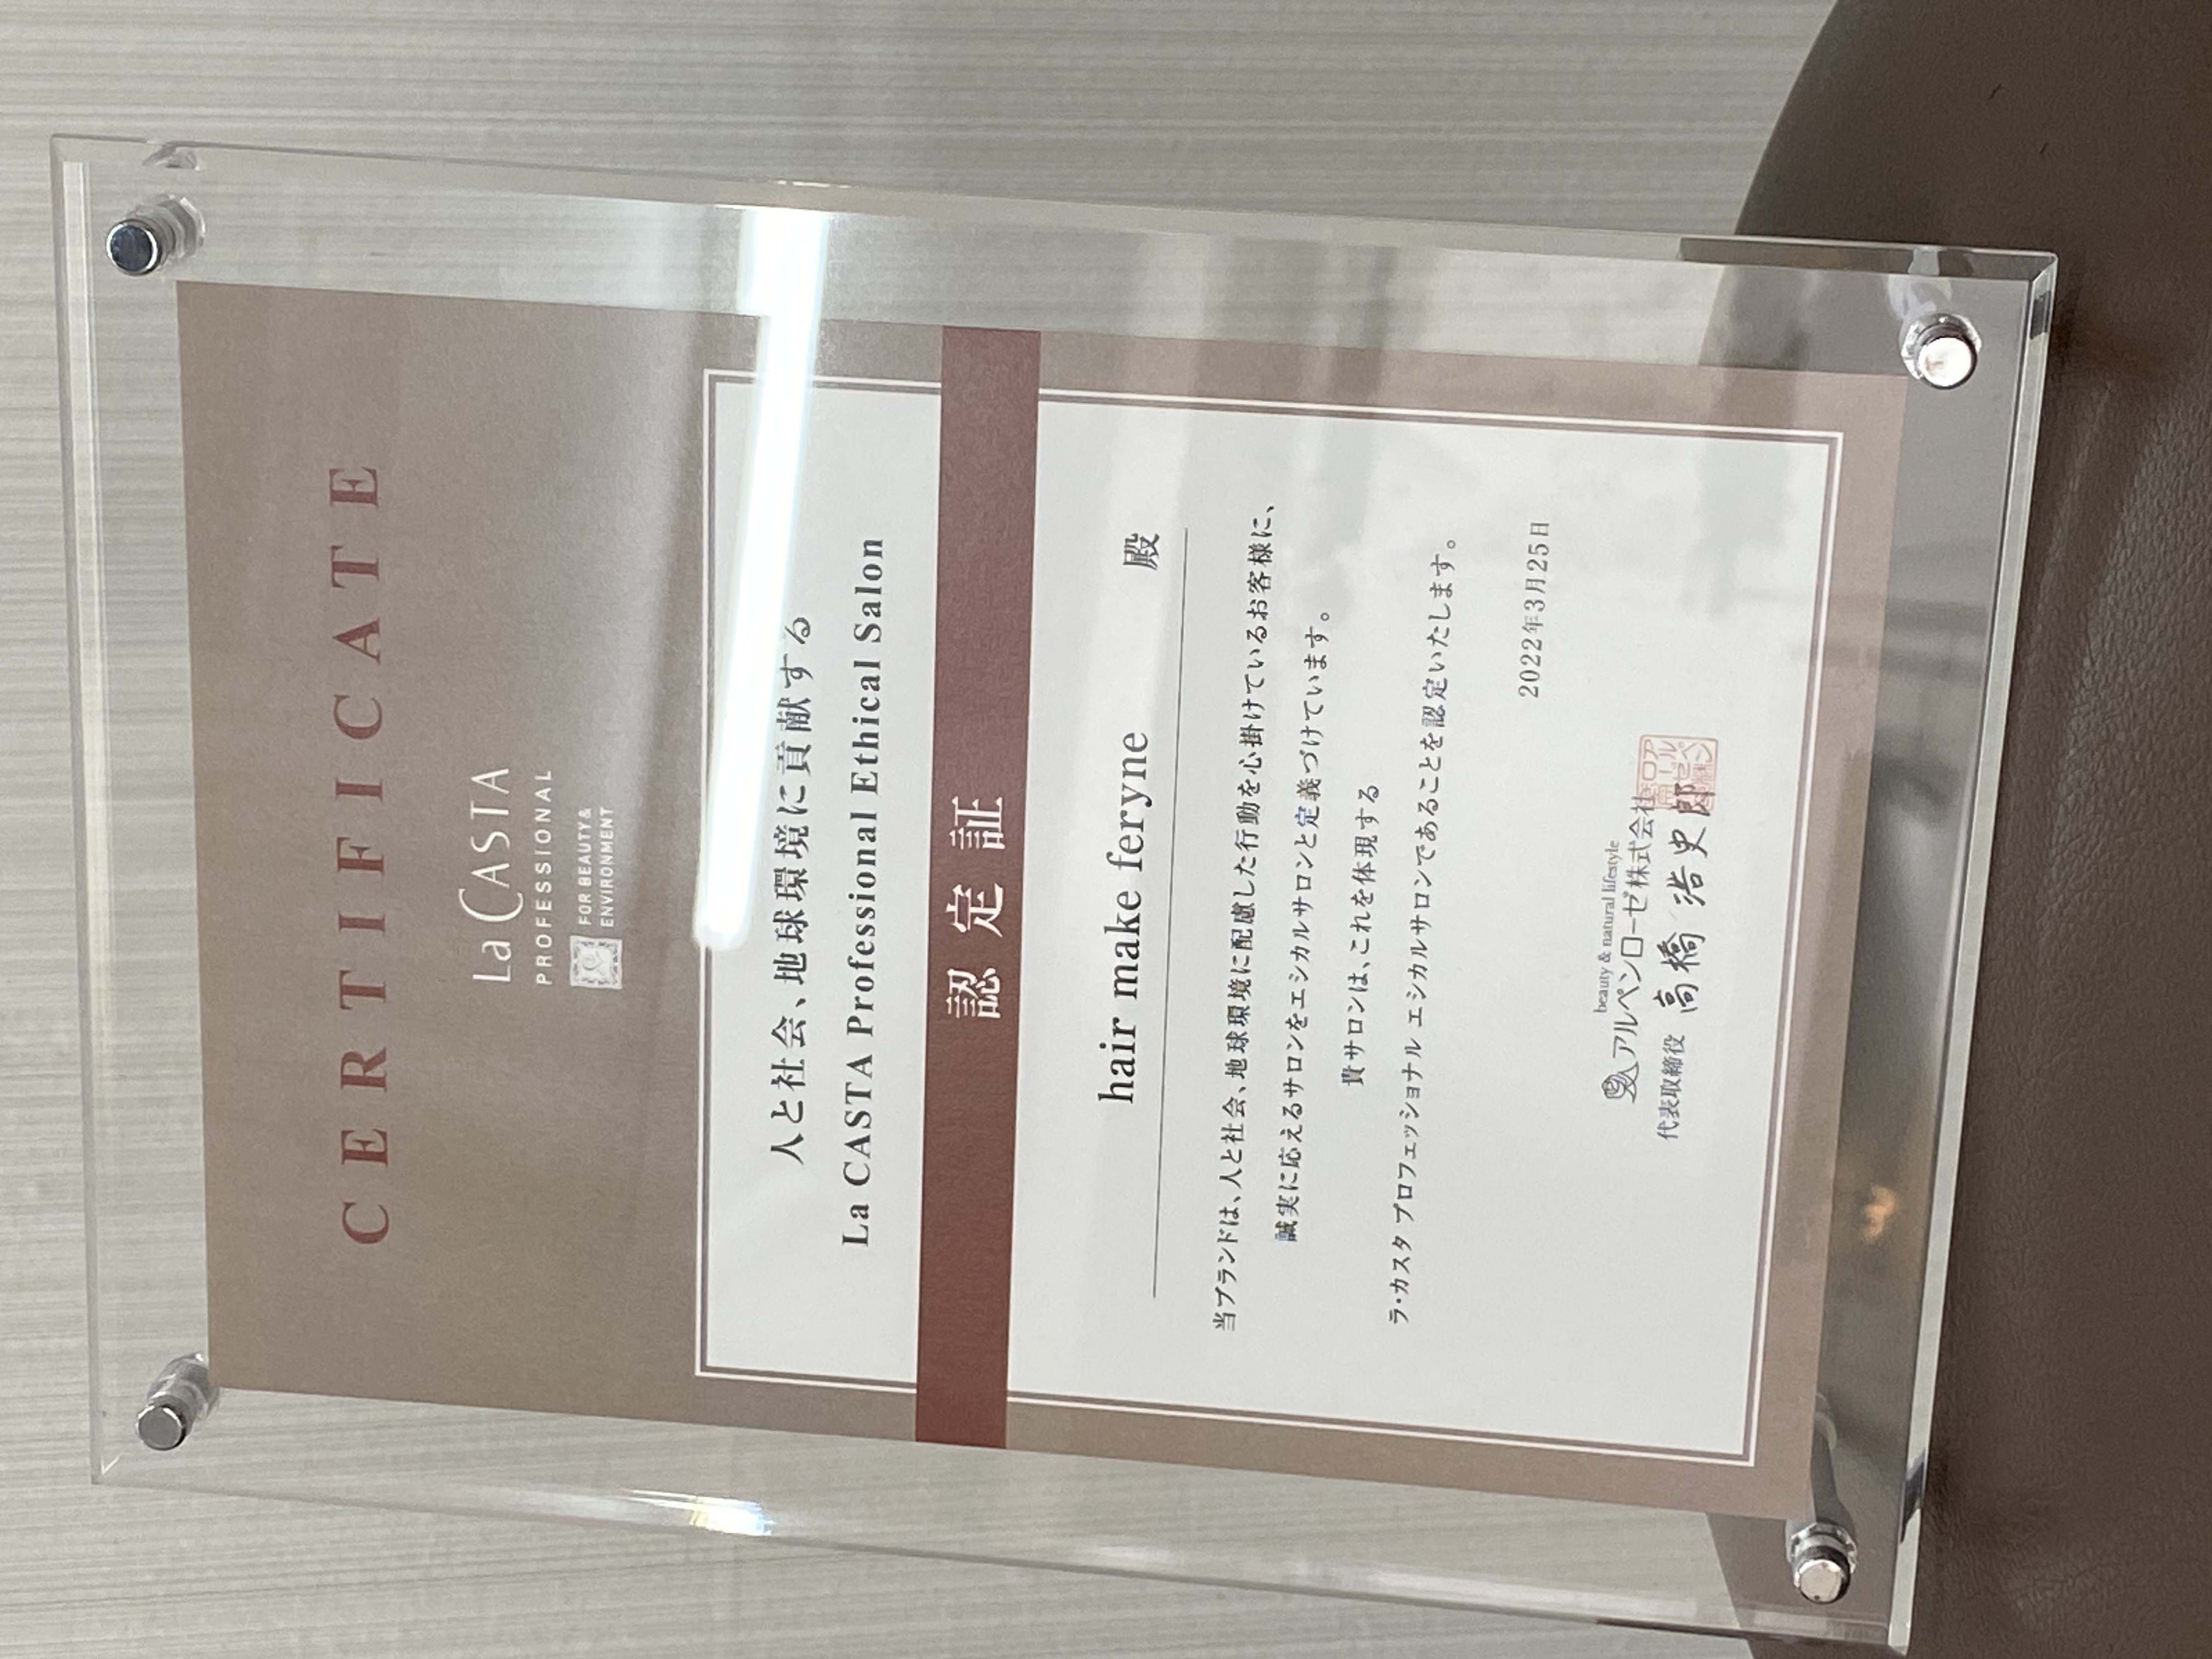 CERTIFICATE
La CASTA
PROFESSIONAL
FOR BEAUTY &
ENVIRONMENT
人と社会、地球環境に貢献する
La CASTA Professional Ethical Salon
認定証
hair make feryne 殿
当ブランドは、人と社会、地球環境に配慮した行動を心掛けているお客様に、
誠実に応えるサロンをエシカルサロンと定義づけています。
貴サロンは、これを体現する
ラ・カスタ プロフェッショナル エシカルサロンであることを認定いたします。
2022年3月25日
beauty & natural lifestyle
アルペンローゼ株式会社
代表取締役 高橋浩史郎